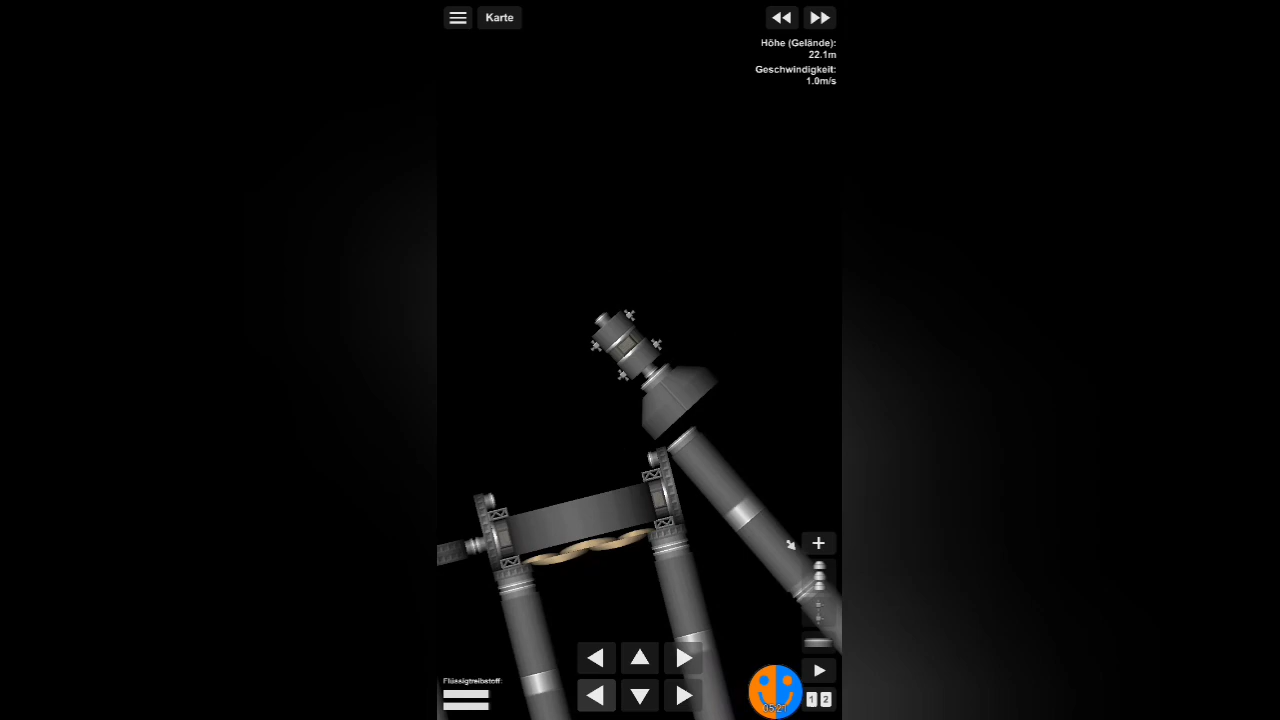 Karte
Höhe (Gelände):
22.1m
Geschwindigkeit:
1.0m/s
Flüssigtreibstoff:
1 2